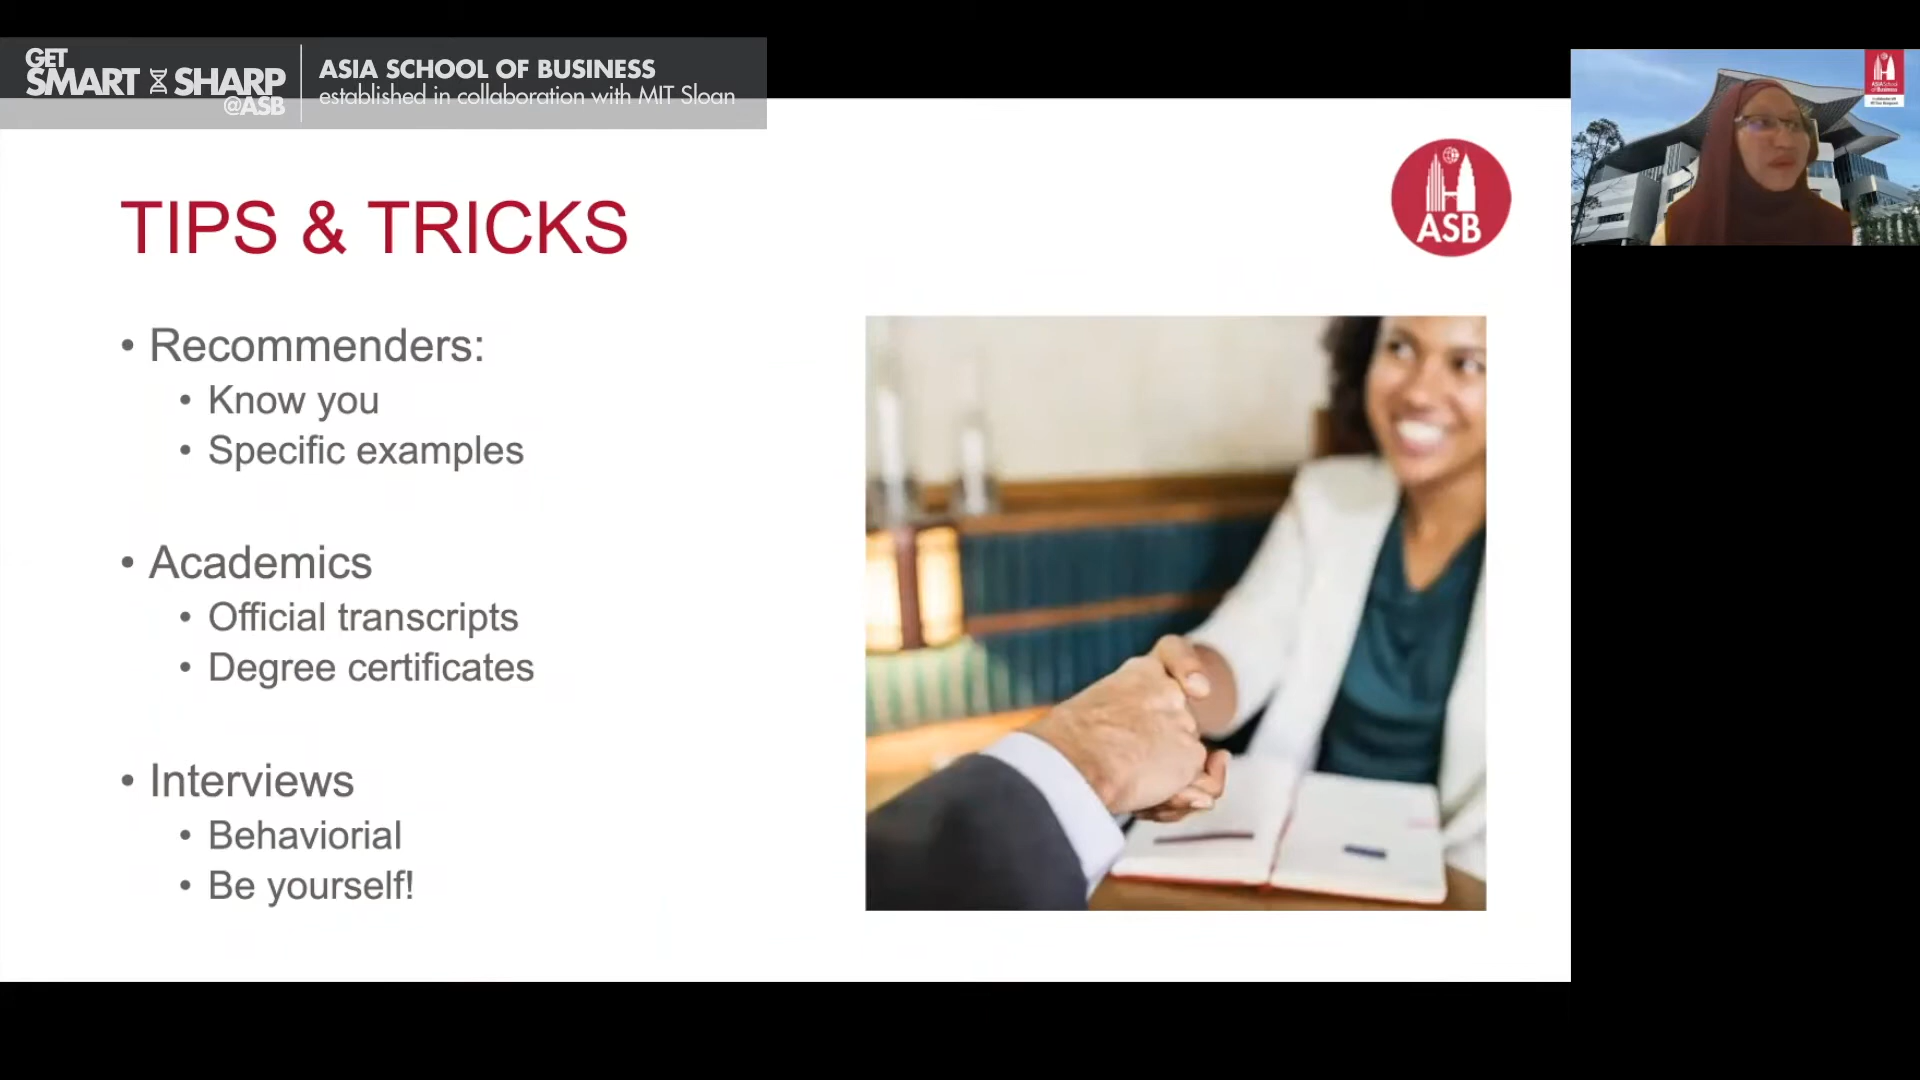 GET
SMART SHARP
@ASB
ASIA SCHOOL OF BUSINESS
established in collaboration with MIT Sloan
TIPS & TRICKS
ASB
• Recommenders:
• Know you
• Specific examples
• Academics
• Official transcripts
• Degree certificates
• Interviews
• Behaviorial
• Be yourself!